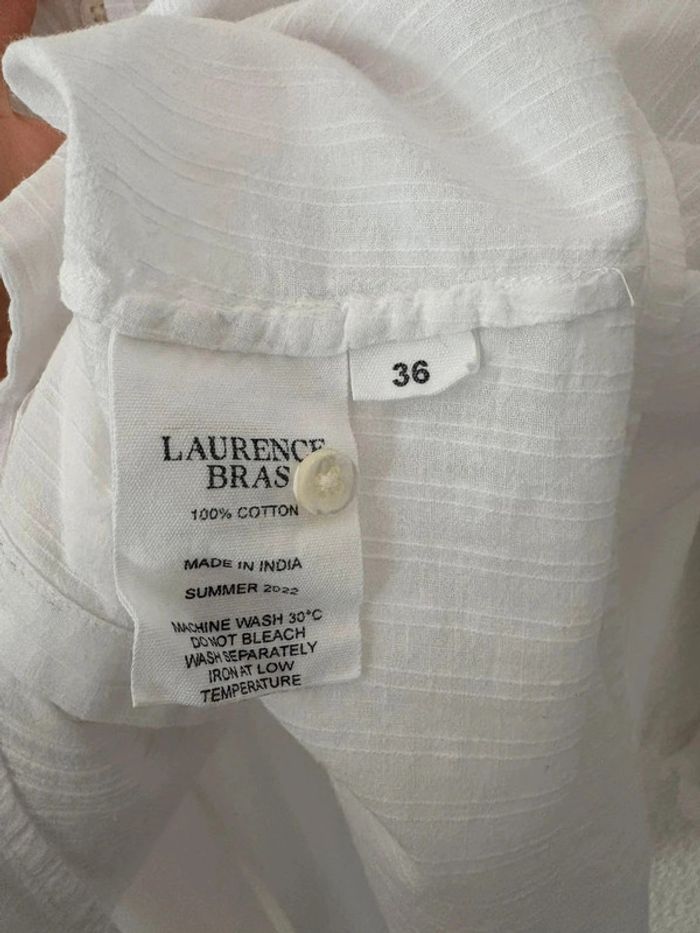 36
LAURENCE
BRAS
100% COTTON
MADE IN INDIA
SUMMER 2022
MACHINE WASH 30°C
DO NOT BLEACH
WASH SEPARATELY
IRON AT LOW
TEMPERATURE